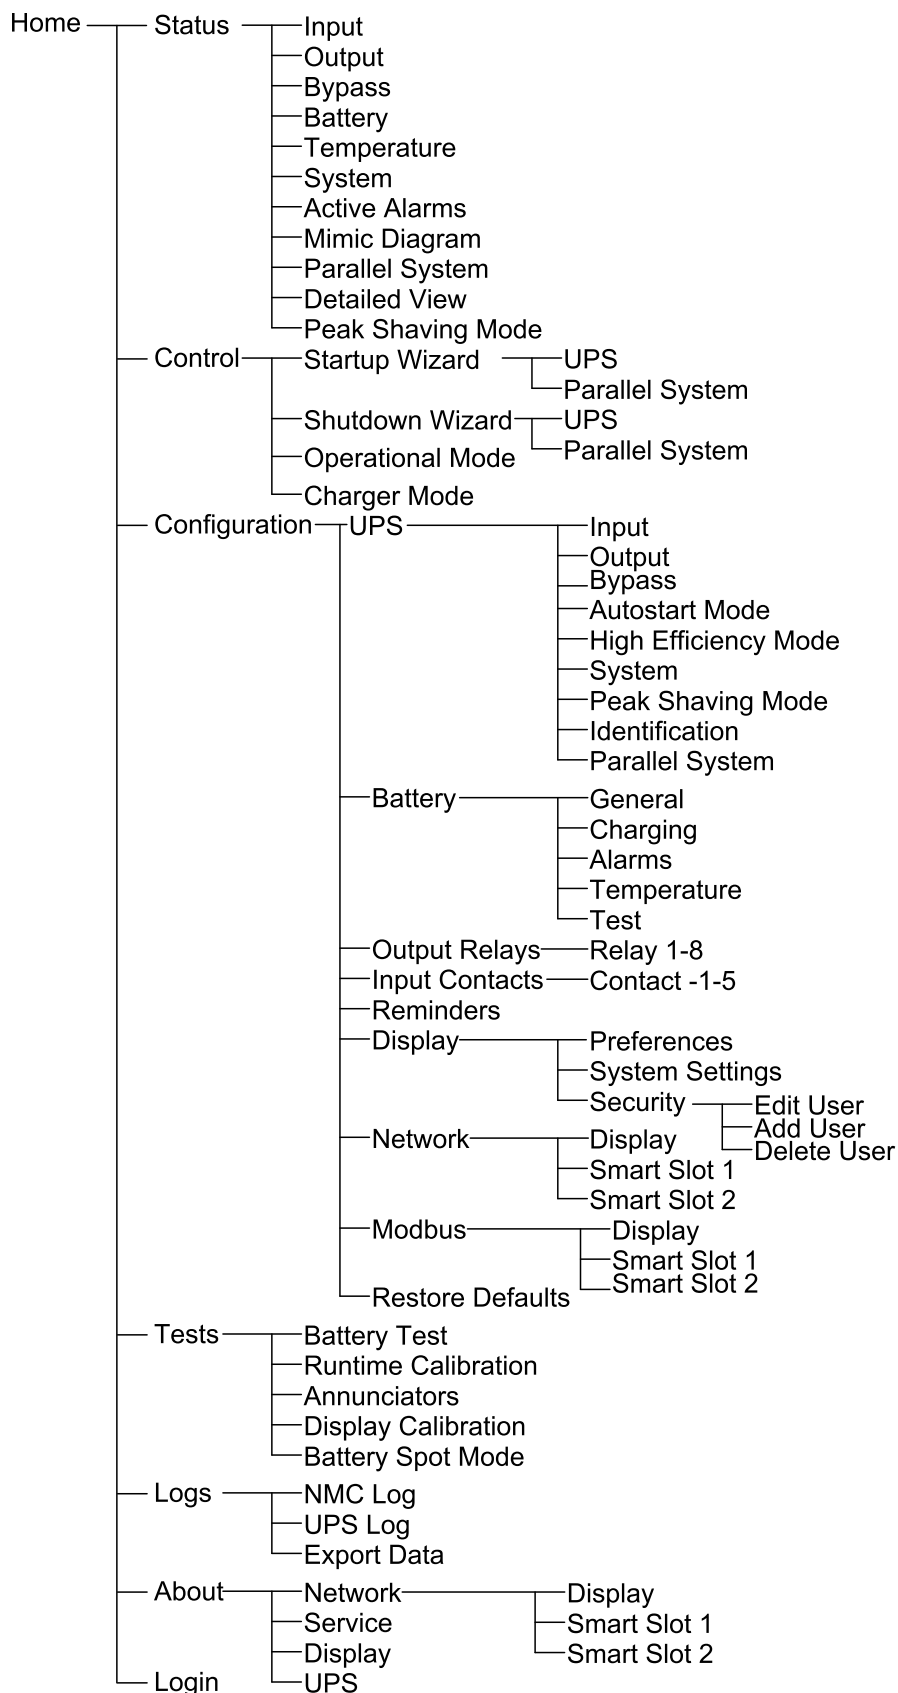 Home
Status
Input
Output
Bypass
Battery
Temperature
System
Active Alarms
Mimic Diagram
Parallel System
Detailed View
Peak Shaving Mode
Control
Startup Wizard
UPS
Parallel System
Shutdown Wizard
UPS
Parallel System
Operational Mode
Charger Mode
Configuration
UPS
Input
Output
Bypass
Autostart Mode
High Efficiency Mode
System
Peak Shaving Mode
Identification
Parallel System
Battery
General
Charging
Alarms
Temperature
Test
Output Relays
Relay 1-8
Input Contacts
Contact -1-5
Reminders
Display
Preferences
System Settings
Security
Edit User
Add User
Delete User
Network
Display
Smart Slot 1
Smart Slot 2
Modbus
Display
Smart Slot 1
Smart Slot 2
Restore Defaults
Tests
Battery Test
Runtime Calibration
Annunciators
Display Calibration
Battery Spot Mode
Logs
NMC Log
UPS Log
Export Data
About
Network
Display
Smart Slot 1
Smart Slot 2
Service
Display
UPS
Login